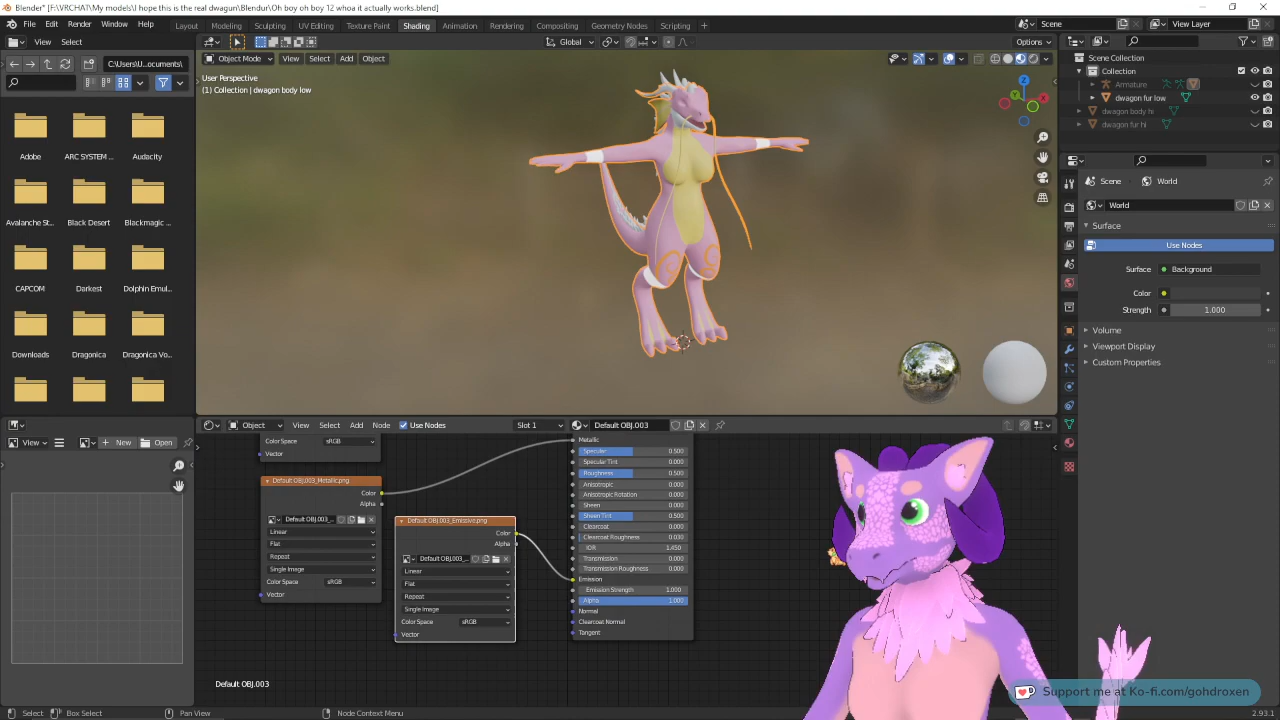 Blender* [F:\VRCHAT\My models\I hope this is the real dwagon\Blendur\Oh boy oh boy 12 whoa it actually works.blend]
File Edit Render Window Help Layout Modeling Sculpting UV Editing Texture Paint Shading Animation Rendering Compositing Geometry Nodes Scripting + Scene View Layer
View Select Global Options
C:\Users\U...ocuments\ Object Mode View Select Add Object
User Perspective
(1) Collection | dwagon body low
Scene Collection
Collection
Armature
dwagon fur low
dwagon body hi
dwagon fur hi
Adobe ARC SYSTEM ... Audacity
Avalanche St... Black Desert Blackmagic ...
CAPCOM Darkest Dolphin Emul...
Downloads Dragonica Dragonica Vo...
Z
Y
X
Scene World
World
Surface
Use Nodes
Surface Background
Color
Strength 1.000
Volume
Viewport Display
Custom Properties
View New Open
Object View Select Add Node Use Nodes Slot 1 Default OBJ.003
Color Space sRGB
Vector
Default OBJ.003_Metallic.png
Color
Alpha
Default OBJ.003_...
Linear
Flat
Repeat
Single Image
Color Space sRGB
Vector
Default OBJ.003_Emissive.png
Color
Alpha
Default OBJ.003_...
Linear
Flat
Repeat
Single Image
Color Space sRGB
Vector
Metallic
Specular 0.500
Specular Tint 0.000
Roughness 0.500
Anisotropic 0.000
Anisotropic Rotation 0.000
Sheen 0.000
Sheen Tint 0.500
Clearcoat 0.000
Clearcoat Roughness 0.030
IOR 1.450
Transmission 0.000
Transmission Roughness 0.000
Emission
Emission Strength 1.000
Alpha 1.000
Normal
Clearcoat Normal
Tangent
Default OBJ.003
Support me at Ko-fi.com/gohdroxen
Select Box Select Pan View Node Context Menu 2.93.1